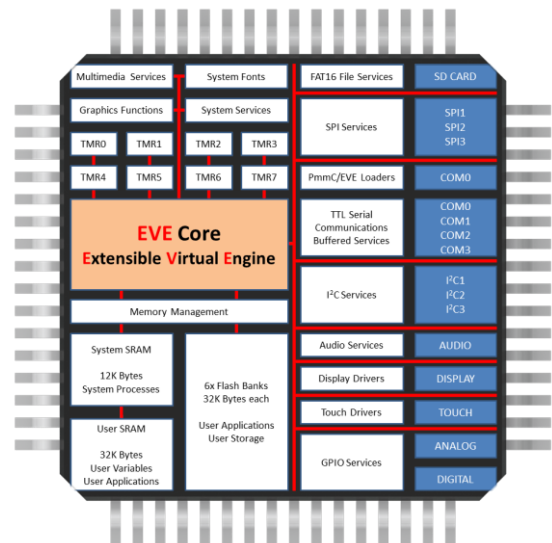 Multimedia Services
System Fonts
Graphics Functions
System Services
TMR0
TMR1
TMR2
TMR3
TMR4
TMR5
TMR6
TMR7
EVE Core
Extensible Virtual Engine
Memory Management
System SRAM
12K Bytes
System Processes
User SRAM
32K Bytes
User Variables
User Applications
6x Flash Banks
32K Bytes each
User Applications
User Storage
FAT16 File Services
SD CARD
SPI Services
SPI1
SPI2
SPI3
PmmC/EVE Loaders
COM0
TTL Serial
Communications
Buffered Services
COM0
COM1
COM2
COM3
I²C Services
I²C1
I²C2
I²C3
Audio Services
AUDIO
Display Drivers
DISPLAY
Touch Drivers
TOUCH
GPIO Services
ANALOG
DIGITAL